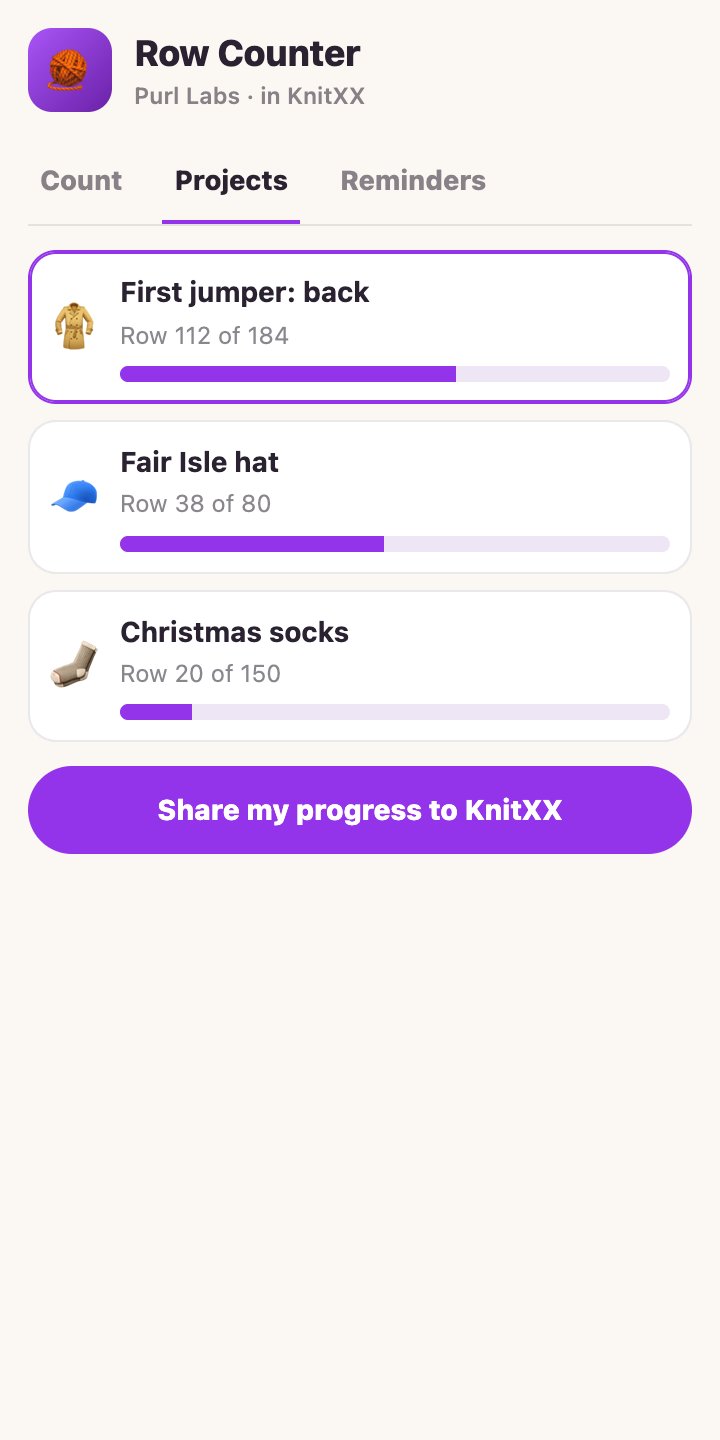 Row Counter
Purl Labs · in KnitXX
Count Projects Reminders
First jumper: back
Row 112 of 184
Fair Isle hat
Row 38 of 80
Christmas socks
Row 20 of 150
Share my progress to KnitXX